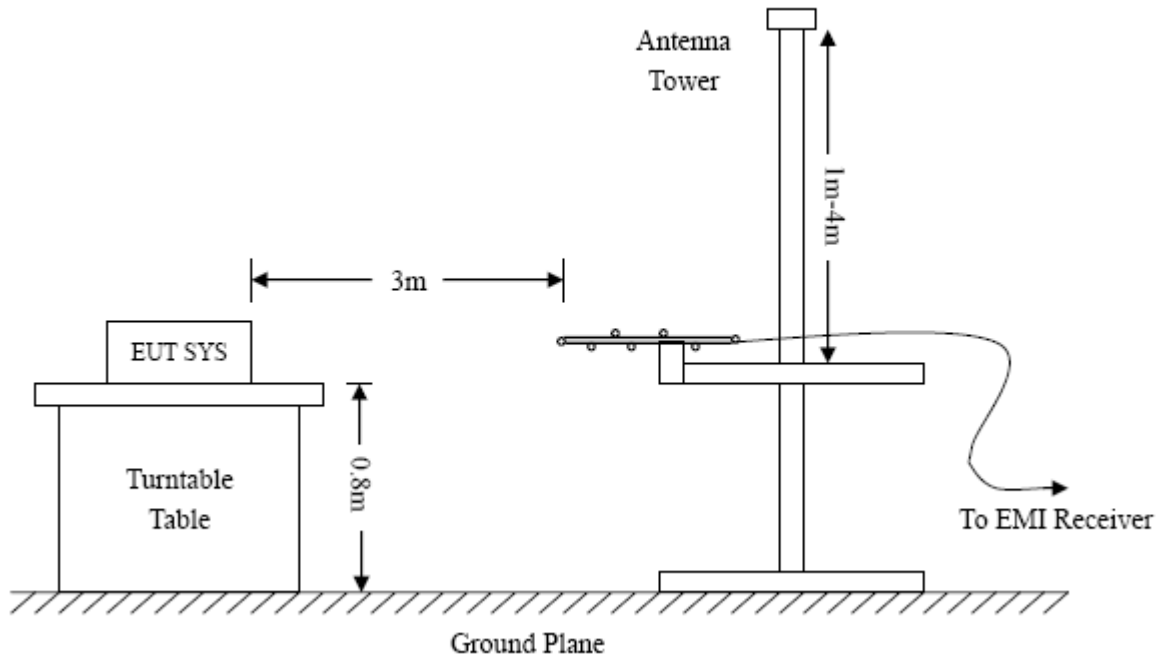 Antenna
Tower
1m-4m
3m
EUT SYS
0.8m
Turntable
Table
To EMI Receiver
Ground Plane